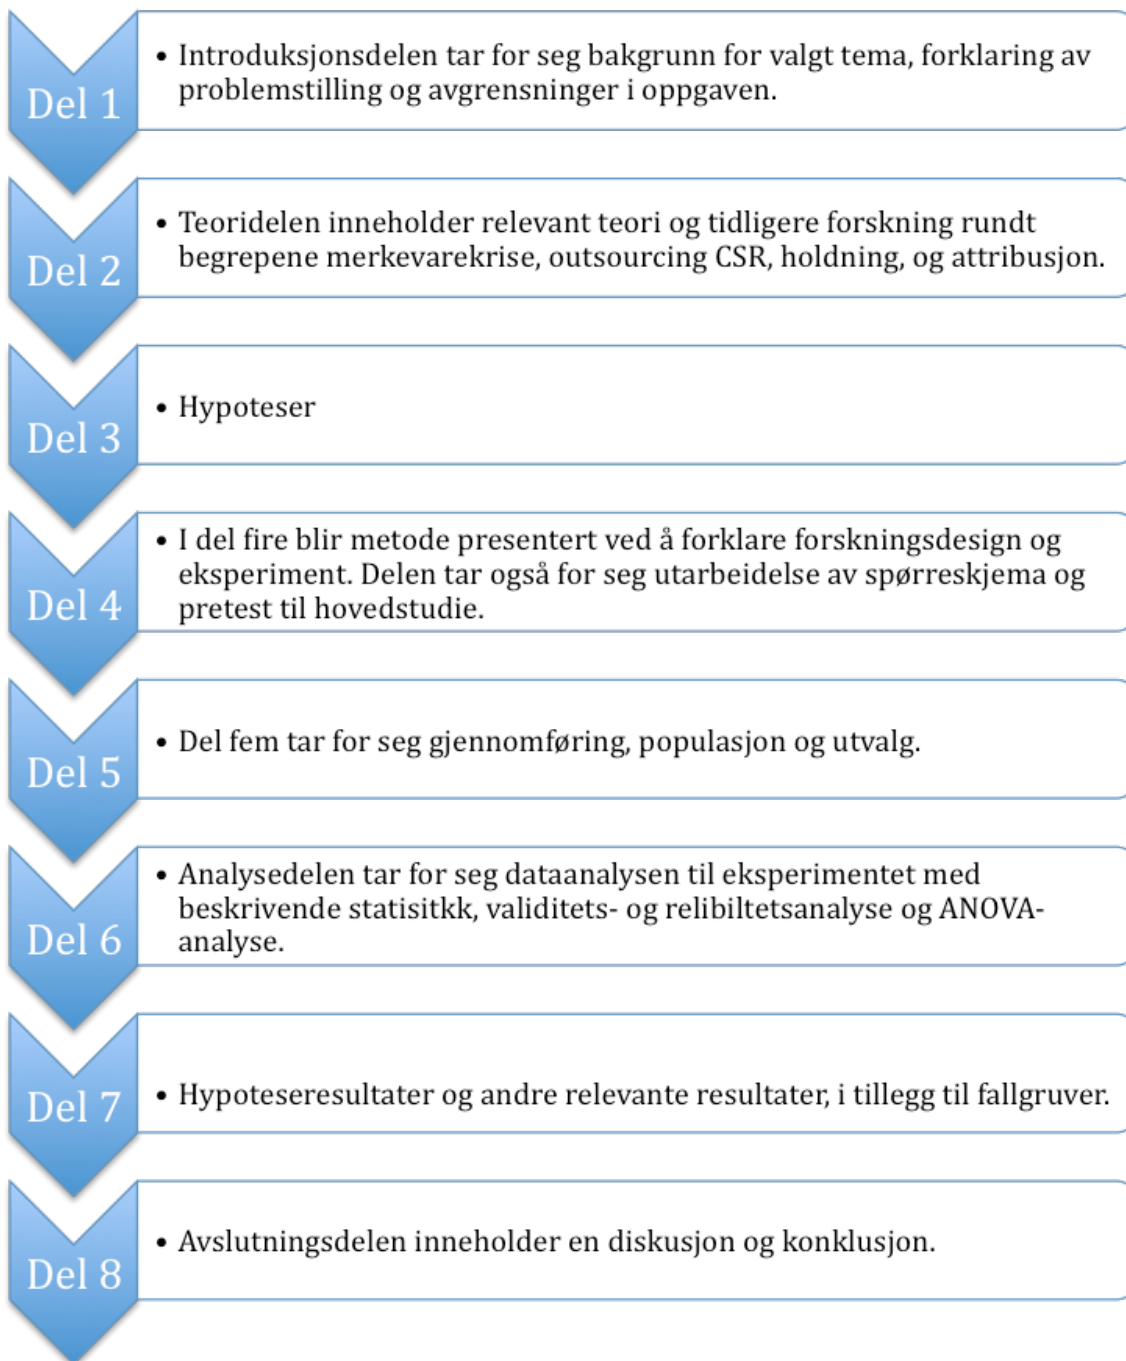 Del 1
• Introduksjonsdelen tar for seg bakgrunn for valgt tema, forklaring av
problemstilling og avgrensninger i oppgaven.
Del 2
• Teoridelen inneholder relevant teori og tidligere forskning rundt
begrepene merkevarekrise, outsourcing CSR, holdning, og attribusjon.
Del 3
• Hypoteser
Del 4
• I del fire blir metode presentert ved å forklare forskningsdesign og
eksperiment. Delen tar også for seg utarbeidelse av spørreskjema og
pretest til hovedstudie.
Del 5
• Del fem tar for seg gjennomføring, populasjon og utvalg.
Del 6
• Analysedelen tar for seg dataanalysen til eksperimentet med
beskrivende statisitkk, validitets- og relibiltetsanalyse og ANOVA-
analyse.
Del 7
• Hypoteseresultater og andre relevante resultater, i tillegg til fallgruver.
Del 8
• Avslutningsdelen inneholder en diskusjon og konklusjon.